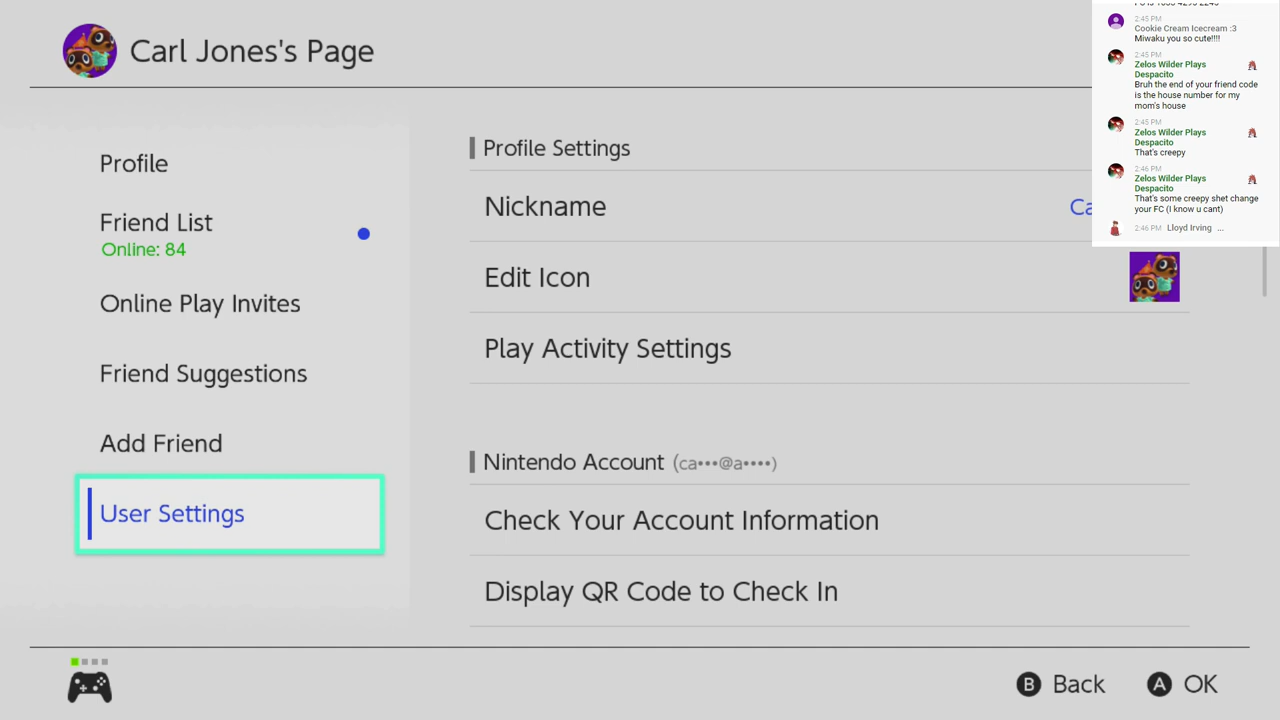 Carl Jones's Page
Profile
Friend List
Online: 84
Online Play Invites
Friend Suggestions
Add Friend
User Settings
Profile Settings
Nickname
Ca
Edit Icon
Play Activity Settings
Nintendo Account (ca•••@a••••)
Check Your Account Information
Display QR Code to Check In
B Back
A OK
2:45 PM
Cookie Cream Icecream :3
Miwaku you so cute!!!!
2:45 PM
Zelos Wilder Plays
Despacito
Bruh the end of your friend code
is the house number for my
mom's house
2:45 PM
Zelos Wilder Plays
Despacito
That's creepy
2:46 PM
Zelos Wilder Plays
Despacito
That's some creepy shet change
your FC (I know u cant)
2:46 PM Lloyd Irving ...